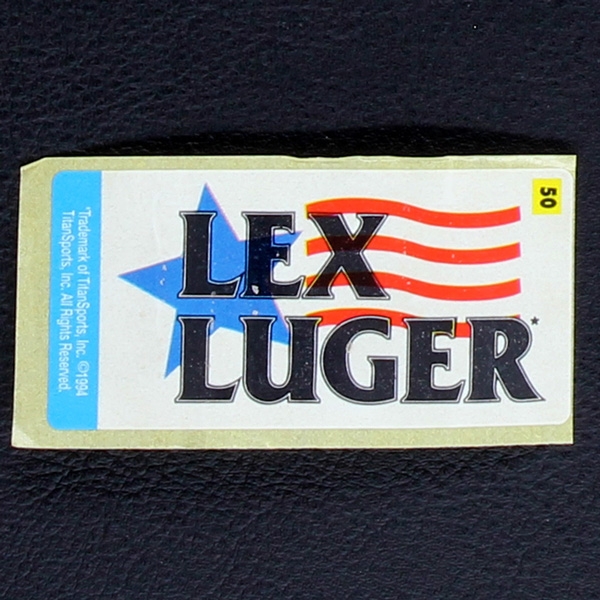 LEX
LUGER*
50
*Trademark of TitanSports, Inc. ©1994
TitanSports, Inc. All Rights Reserved.